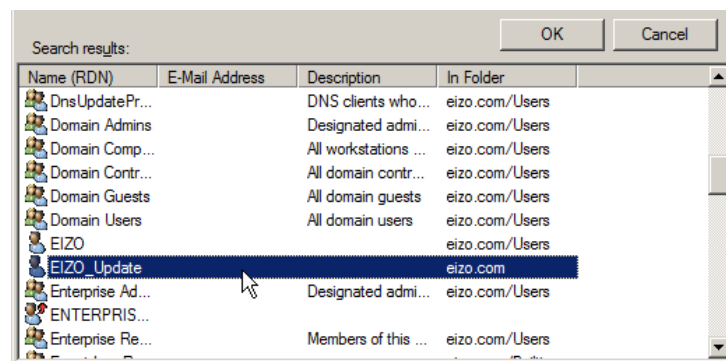 OK Cancel
Search results:
Name (RDN) E-Mail Address Description In Folder
DnsUpdatePr... DNS clients who... eizo.com/Users
Domain Admins Designated admi... eizo.com/Users
Domain Comp... All workstations ... eizo.com/Users
Domain Contr... All domain contr... eizo.com/Users
Domain Guests All domain guests eizo.com/Users
Domain Users All domain users eizo.com/Users
EIZO eizo.com/Users
EIZO_Update eizo.com
Enterprise Ad... Designated admi... eizo.com/Users
ENTERPRIS...
Enterprise Re... Members of this ... eizo.com/Users